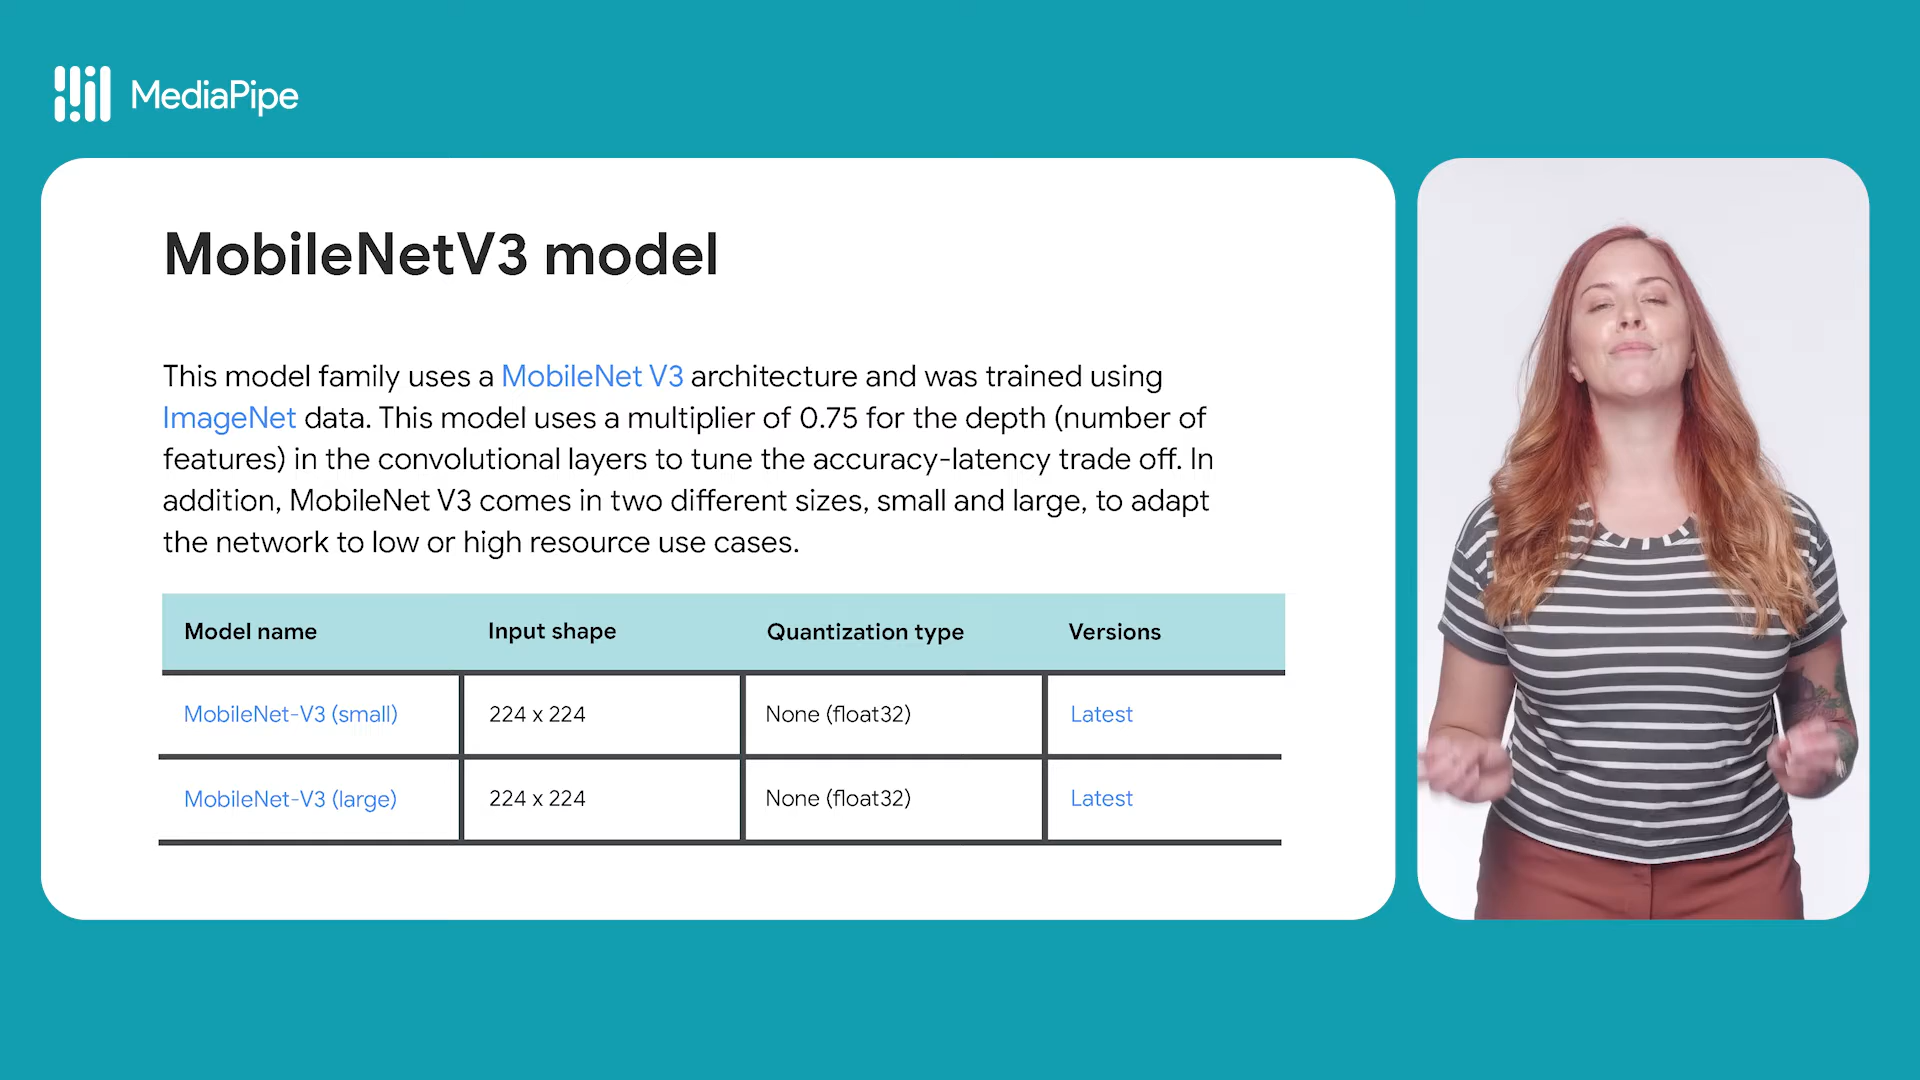 MediaPipe
MobileNetV3 model
This model family uses a MobileNet V3 architecture and was trained using
ImageNet data. This model uses a multiplier of 0.75 for the depth (number of
features) in the convolutional layers to tune the accuracy-latency trade off. In
addition, MobileNet V3 comes in two different sizes, small and large, to adapt
the network to low or high resource use cases.
Model name Input shape Quantization type Versions
MobileNet-V3 (small) 224 x 224 None (float32) Latest
MobileNet-V3 (large) 224 x 224 None (float32) Latest